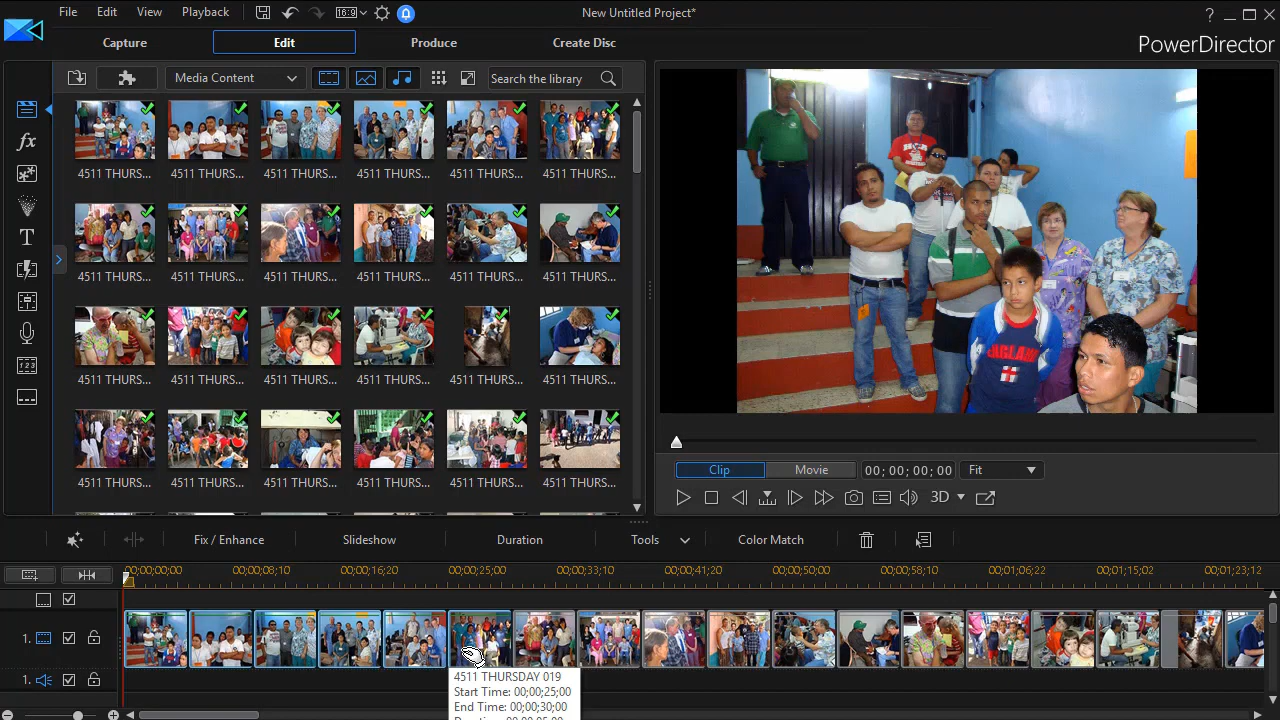 File Edit View Playback 16:9 New Untitled Project* ?
Capture Edit Produce Create Disc PowerDirector
Media Content Search the library
4511 THURS... 4511 THURS... 4511 THURS... 4511 THURS... 4511 THURS... 4511 THURS...
4511 THURS... 4511 THURS... 4511 THURS... 4511 THURS... 4511 THURS... 4511 THURS...
4511 THURS... 4511 THURS... 4511 THURS... 4511 THURS... 4511 THURS... 4511 THURS...
4511 THURS... 4511 THURS... 4511 THURS... 4511 THURS... 4511 THURS... 4511 THURS...
fx
T
123
Clip Movie 00; 00; 00; 00 Fit
3D
Fix / Enhance Slideshow Duration Tools Color Match
00;00;00;00 00;00;08;10 00;00;16;20 00;00;25;00 00;00;33;10 00;00;41;20 00;00;50;00 00;00;58;10 00;01;06;22 00;01;15;02 00;01;23;12
1.
1.
4511 THURSDAY 019
Start Time: 00;00;25;00
End Time: 00;00;30;00